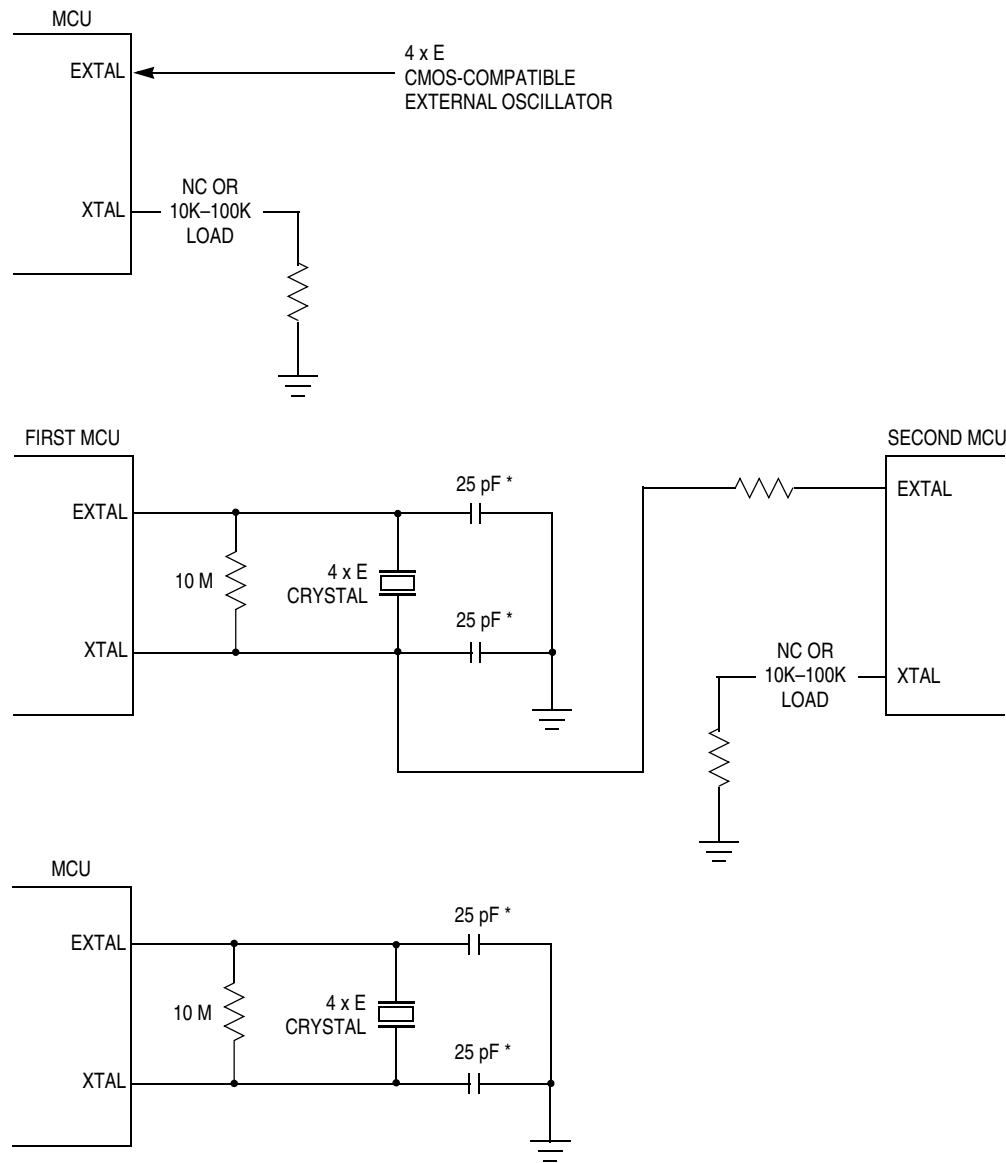 MCU
EXTAL
4 x E
CMOS-COMPATIBLE
EXTERNAL OSCILLATOR
XTAL
NC OR
10K–100K
LOAD
FIRST MCU
SECOND MCU
EXTAL
25 pF *
EXTAL
10 M
4 x E
CRYSTAL
25 pF *
XTAL
NC OR
10K–100K
LOAD
XTAL
MCU
EXTAL
25 pF *
10 M
4 x E
CRYSTAL
25 pF *
XTAL